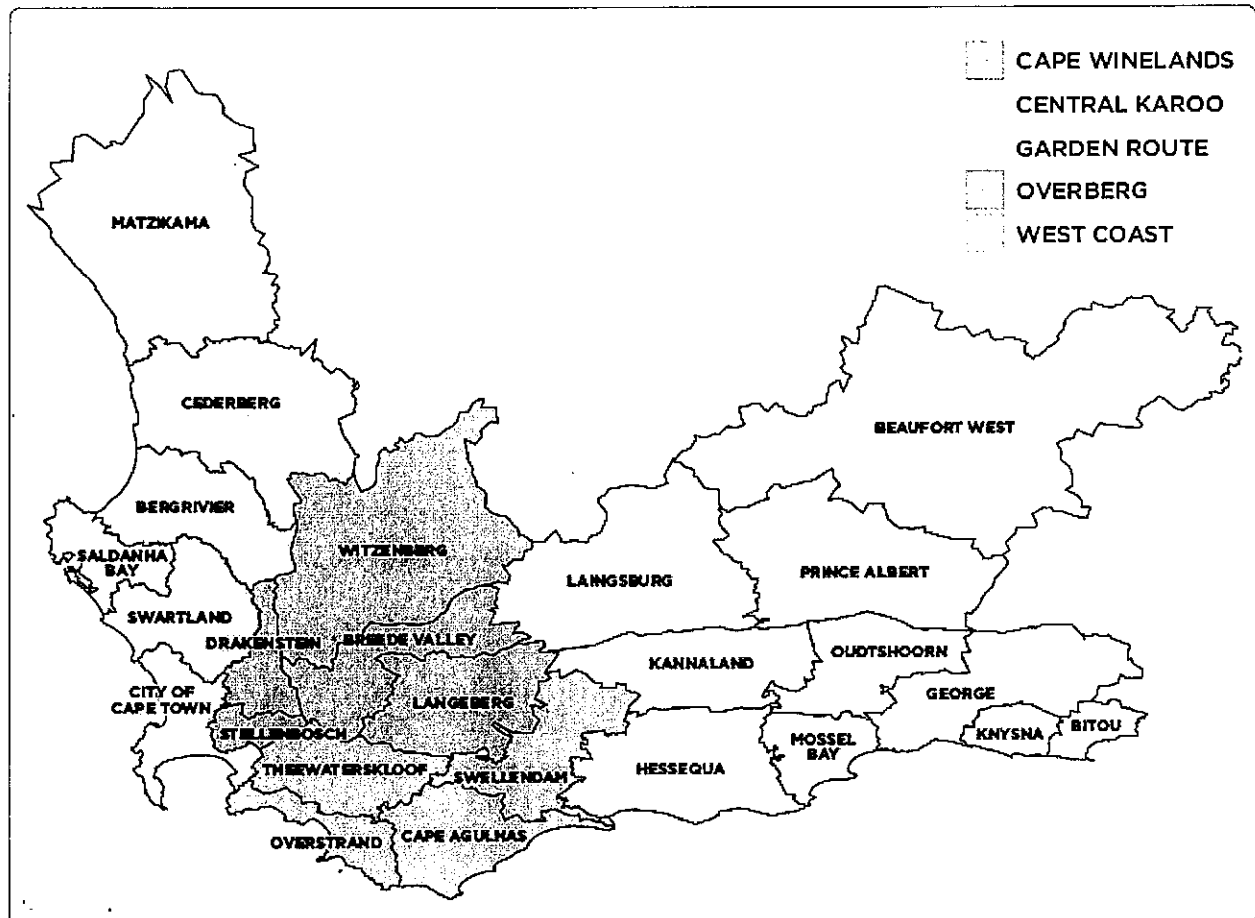 CAPE WINELANDS
CENTRAL KAROO
GARDEN ROUTE
OVERBERG
WEST COAST
MATZIKAMA
CEDERBERG
BEAUFORT WEST
BERGRIVIER
WITZENBERG
SALDANHA
BAY
LAINGSBURG
PRINCE ALBERT
SWARTLAND
DRAKENSTEIN
BREEDE VALLEY
KANNALAND
OUDTSHOORN
CITY OF
CAPE TOWN
LANGEBERG
GEORGE
STELLENBOSCH
MOSSEL
BAY
KNYSNA
BITOU
THEEWATERSKLOOF
SWELLENDAM
HESSEQUA
OVERSTRAND
CAPE AGULHAS